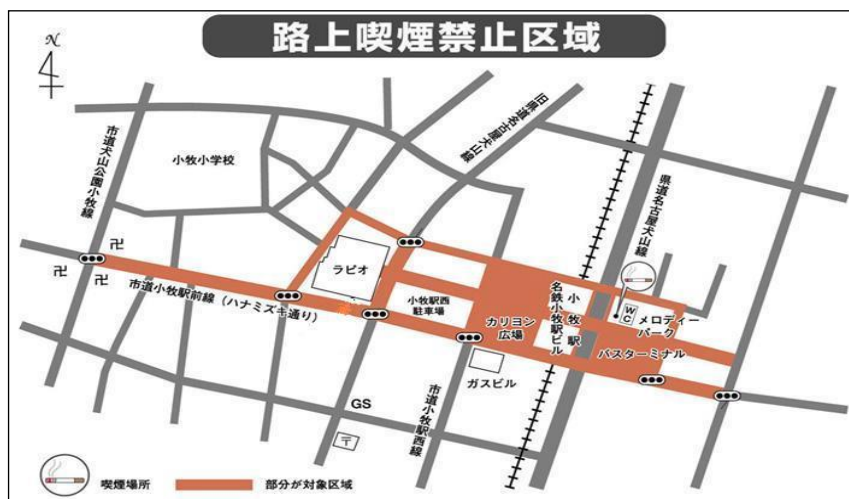 路上喫煙禁止区域
N
旧県道名古屋犬山線
市道犬山公園小牧線
小牧小学校
県道名古屋犬山線
ラピオ
市道小牧駅前線(ハナミズキ通り)
小牧駅西
駐車場
カリヨン
広場
名鉄小牧駅ビル
小牧駅
WC
メロディー
パーク
バスターミナル
ガスビル
市道小牧駅西線
GS
喫煙場所
部分が対象区域